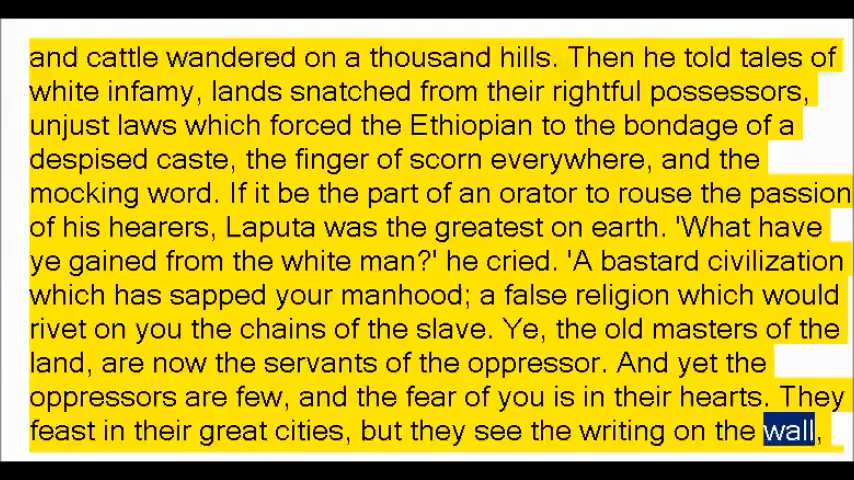 and cattle wandered on a thousand hills. Then he told tales of
white infamy, lands snatched from their rightful possessors,
unjust laws which forced the Ethiopian to the bondage of a
despised caste, the finger of scorn everywhere, and the
mocking word. If it be the part of an orator to rouse the passion
of his hearers, Laputa was the greatest on earth. 'What have
ye gained from the white man?' he cried. 'A bastard civilization
which has sapped your manhood; a false religion which would
rivet on you the chains of the slave. Ye, the old masters of the
land, are now the servants of the oppressor. And yet the
oppressors are few, and the fear of you is in their hearts. They
feast in their great cities, but they see the writing on the wall,